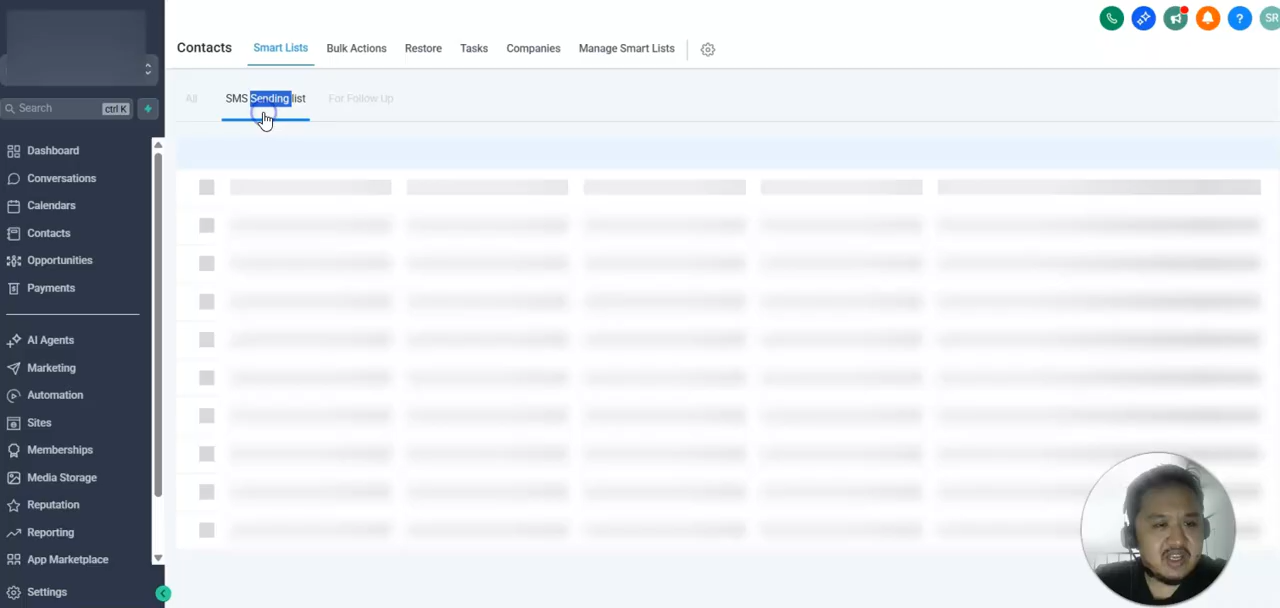 SR
Contacts
Smart Lists
Bulk Actions
Restore
Tasks
Companies
Manage Smart Lists
Search
ctrl K
All
SMS Sending list
For Follow Up
Dashboard
Conversations
Calendars
Contacts
Opportunities
Payments
AI Agents
Marketing
Automation
Sites
Memberships
Media Storage
Reputation
Reporting
App Marketplace
Settings